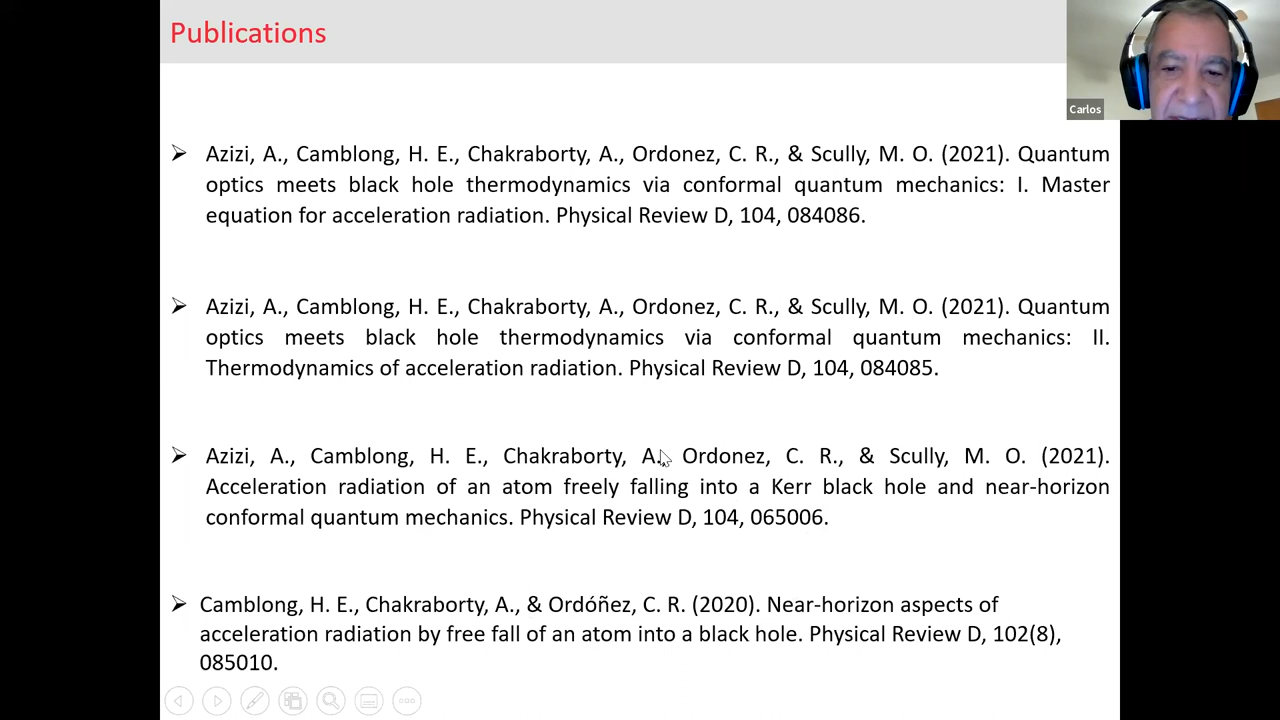 Publications
Carlos
➢ Azizi, A., Camblong, H. E., Chakraborty, A., Ordonez, C. R., & Scully, M. O. (2021). Quantum
optics meets black hole thermodynamics via conformal quantum mechanics: I. Master
equation for acceleration radiation. Physical Review D, 104, 084086.
➢ Azizi, A., Camblong, H. E., Chakraborty, A., Ordonez, C. R., & Scully, M. O. (2021). Quantum
optics meets black hole thermodynamics via conformal quantum mechanics: II.
Thermodynamics of acceleration radiation. Physical Review D, 104, 084085.
➢ Azizi, A., Camblong, H. E., Chakraborty, A. Ordonez, C. R., & Scully, M. O. (2021).
Acceleration radiation of an atom freely falling into a Kerr black hole and near-horizon
conformal quantum mechanics. Physical Review D, 104, 065006.
➢ Camblong, H. E., Chakraborty, A., & Ordóñez, C. R. (2020). Near-horizon aspects of
acceleration radiation by free fall of an atom into a black hole. Physical Review D, 102(8),
085010.